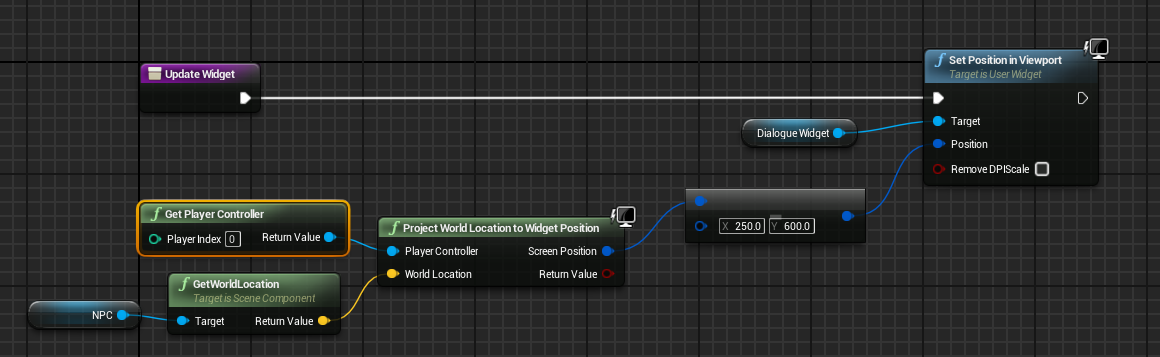 Update Widget
Set Position in Viewport
Target is User Widget
Dialogue Widget
Target
Position
Remove DPIScale
Get Player Controller
Player Index 0 Return Value
Project World Location to Widget Position
Player Controller Screen Position
World Location Return Value
X 250.0 Y 600.0
GetWorldLocation
Target is Scene Component
NPC
Target Return Value